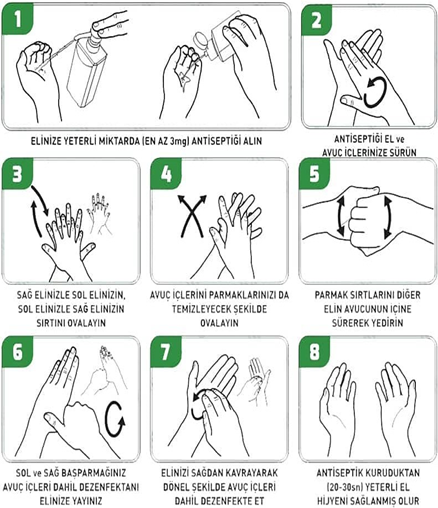 1
ELİNİZE YETERLİ MİKTARDA (EN AZ 3mg) ANTİSEPTİĞİ ALIN
2
ANTİSEPTİĞİ EL ve
AVUÇ İÇLERİNİZE SÜRÜN
3
SAĞ ELİNİZLE SOL ELİNİZİN,
SOL ELİNİZLE SAĞ ELİNİZİN
SIRTINI OVALAYIN
4
AVUÇ İÇLERİNİ PARMAKLARINIZI DA
TEMİZLEYECEK ŞEKİLDE
OVALAYIN
5
PARMAK SIRTLARINI DİĞER
ELİN AVUCUNUN İÇİNE
SÜREREK YEDİRİN
6
SOL ve SAĞ BAŞPARMAĞINIZ
AVUÇ İÇLERİ DAHİL DEZENFEKTANI
ELİNİZE YAYINIZ
7
ELİNİZİ SAĞDAN KAVRAYARAK
DÖNEL ŞEKİLDE AVUÇ İÇLERİ
DAHİL DEZENFEKTE ET
8
ANTİSEPTİK KURUDUKTAN
(20-30sn) YETERLİ EL
HİJYENİ SAĞLANMIŞ OLUR